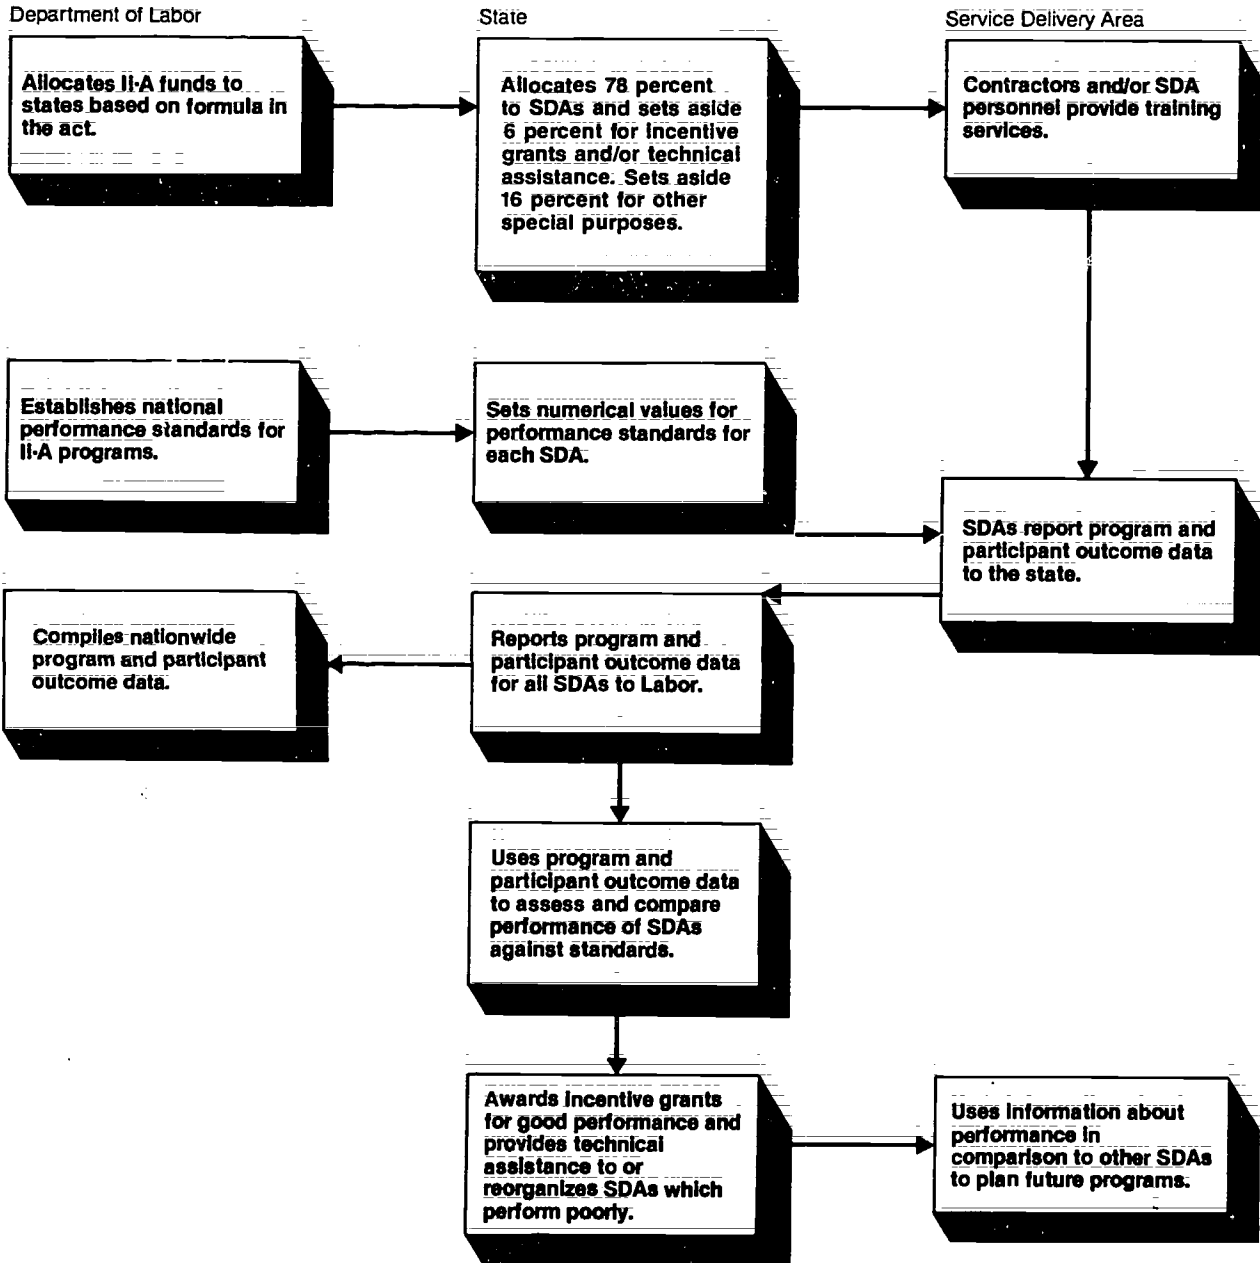 Department of Labor
State
Service Delivery Area
Allocates II-A funds to
states based on formula in
the act.
Allocates 78 percent
to SDAs and sets aside
6 percent for incentive
grants and/or technical
assistance. Sets aside
16 percent for other
special purposes.
Contractors and/or SDA
personnel provide training
services.
Establishes national
performance standards for
II-A programs.
Sets numerical values for
performance standards for
each SDA.
SDAs report program and
participant outcome data
to the state.
Compiles nationwide
program and participant
outcome data.
Reports program and
participant outcome data
for all SDAs to Labor.
Uses program and
participant outcome data
to assess and compare
performance of SDAs
against standards.
Awards incentive grants
for good performance and
provides technical
assistance to or
reorganizes SDAs which
perform poorly.
Uses information about
performance in
comparison to other SDAs
to plan future programs.